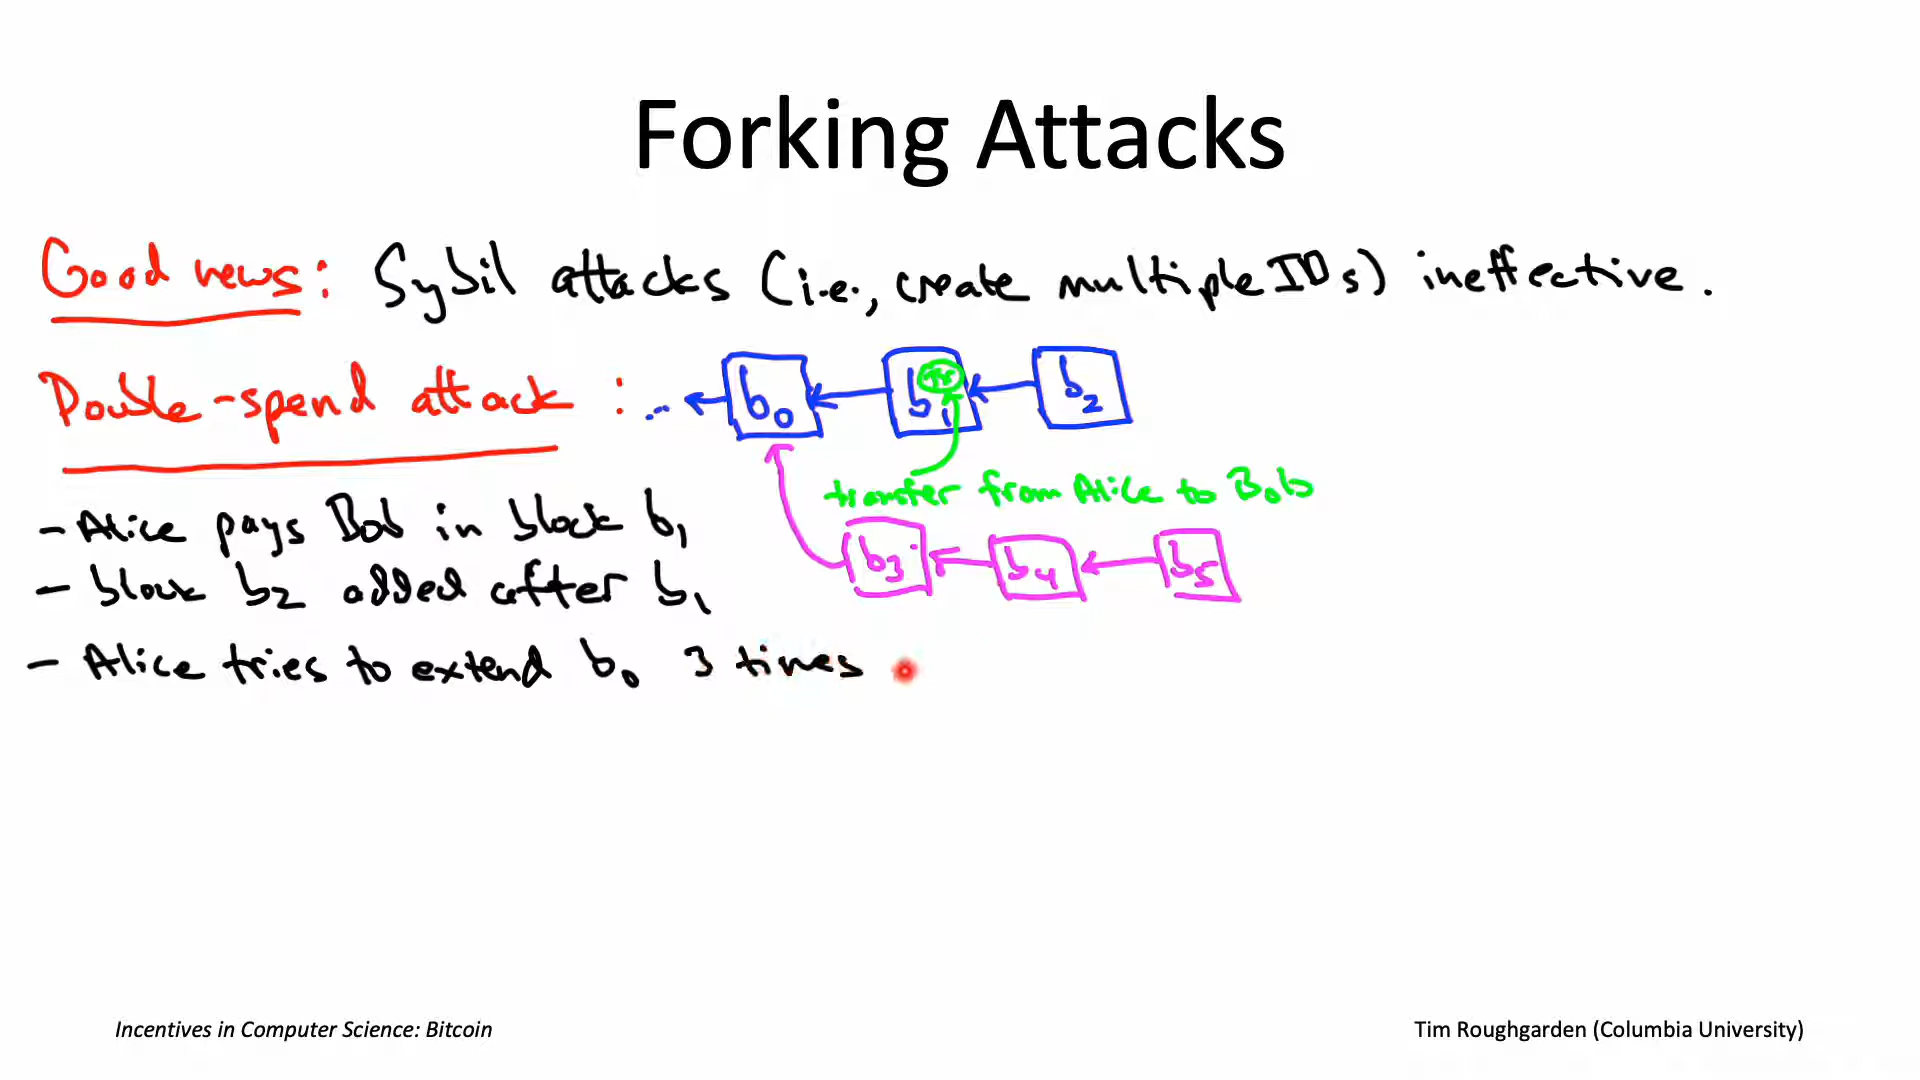 Forking Attacks
Good news: Sybil attacks (i.e., create multiple IDs) ineffective.
Double-spend attack: ... b0 b1 tx b2
transfer from Alice to Bob
b3 b4 b5
- Alice pays Bob in block b1
- block b2 added after b1
- Alice tries to extend b0 3 times
Incentives in Computer Science: Bitcoin
Tim Roughgarden (Columbia University)